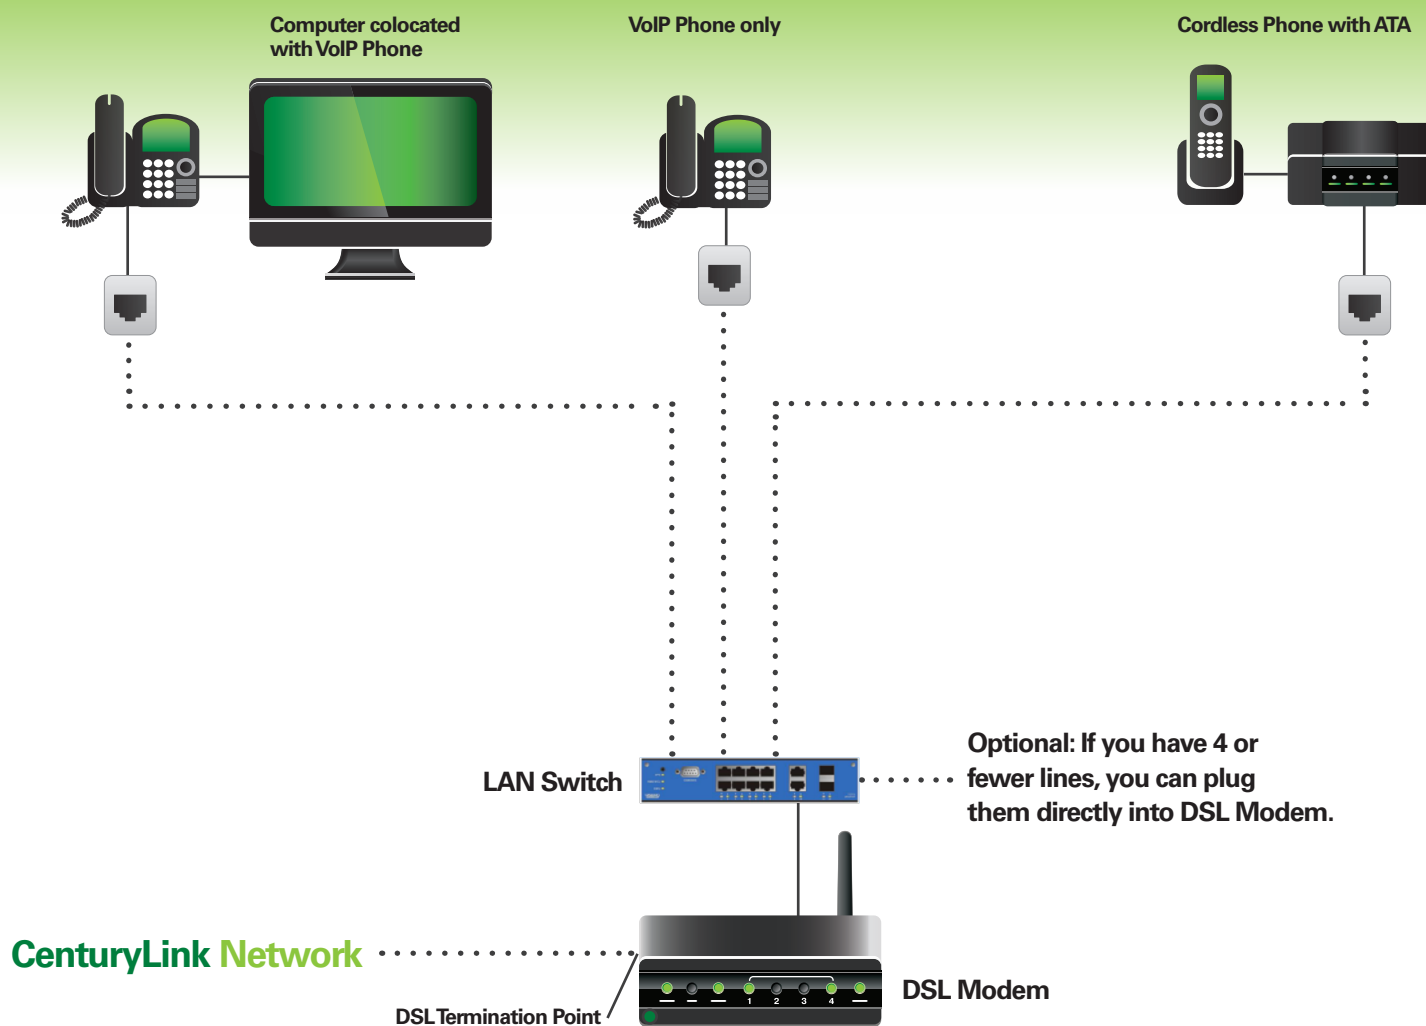 Computer colocated
with VoIP Phone
VoIP Phone only
Cordless Phone with ATA
LAN Switch
Optional: If you have 4 or
fewer lines, you can plug
them directly into DSL Modem.
CenturyLink Network
1 2 3 4
DSL Modem
DSL Termination Point